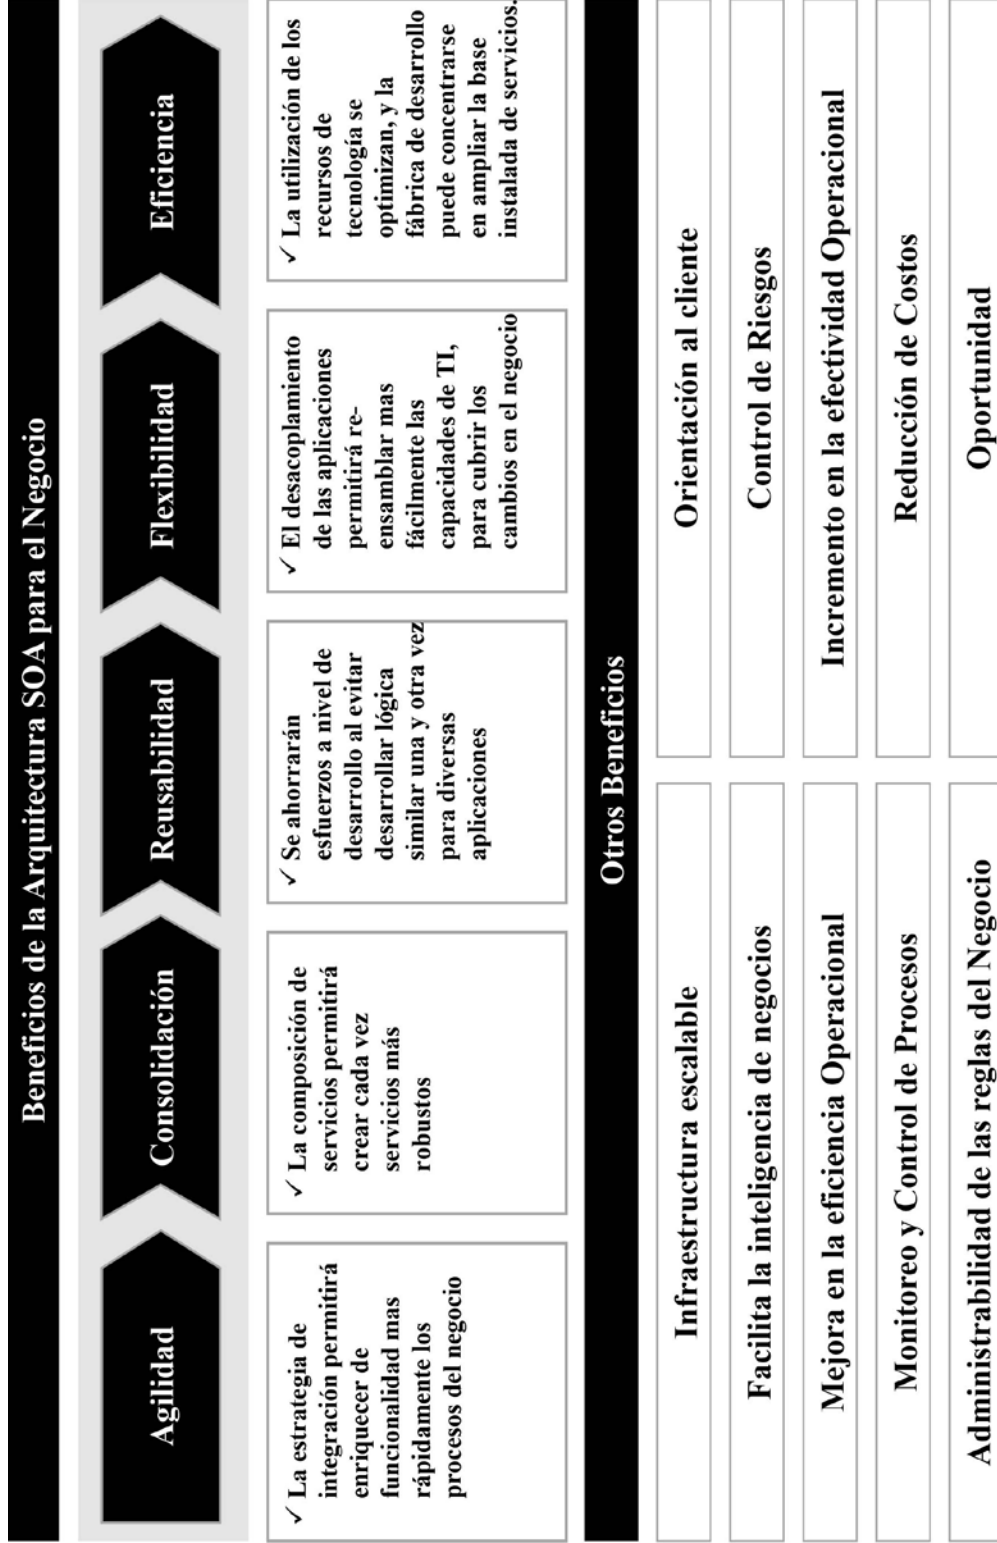 Beneficios de la Arquitectura SOA para el Negocio
Agilidad
Consolidación
Reusabilidad
Flexibilidad
Eficiencia
✓ La estrategia de
integración permitirá
enriquecer de
funcionalidad mas
rápidamente los
procesos del negocio
✓ La composición de
servicios permitirá
crear cada vez
servicios más
robustos
✓ Se ahorrarán
esfuerzos a nivel de
desarrollo al evitar
desarrollar lógica
similar una y otra vez
para diversas
aplicaciones
✓ El desacoplamiento
de las aplicaciones
permitirá re-
ensamblar mas
fácilmente las
capacidades de TI,
para cubrir los
cambios en el negocio
✓ La utilización de los
recursos de
tecnología se
optimizan, y la
fábrica de desarrollo
puede concentrarse
en ampliar la base
instalada de servicios.
Otros Beneficios
Infraestructura escalable
Orientación al cliente
Facilita la inteligencia de negocios
Control de Riesgos
Mejora en la eficiencia Operacional
Incremento en la efectividad Operacional
Monitoreo y Control de Procesos
Reducción de Costos
Administrabilidad de las reglas del Negocio
Oportunidad